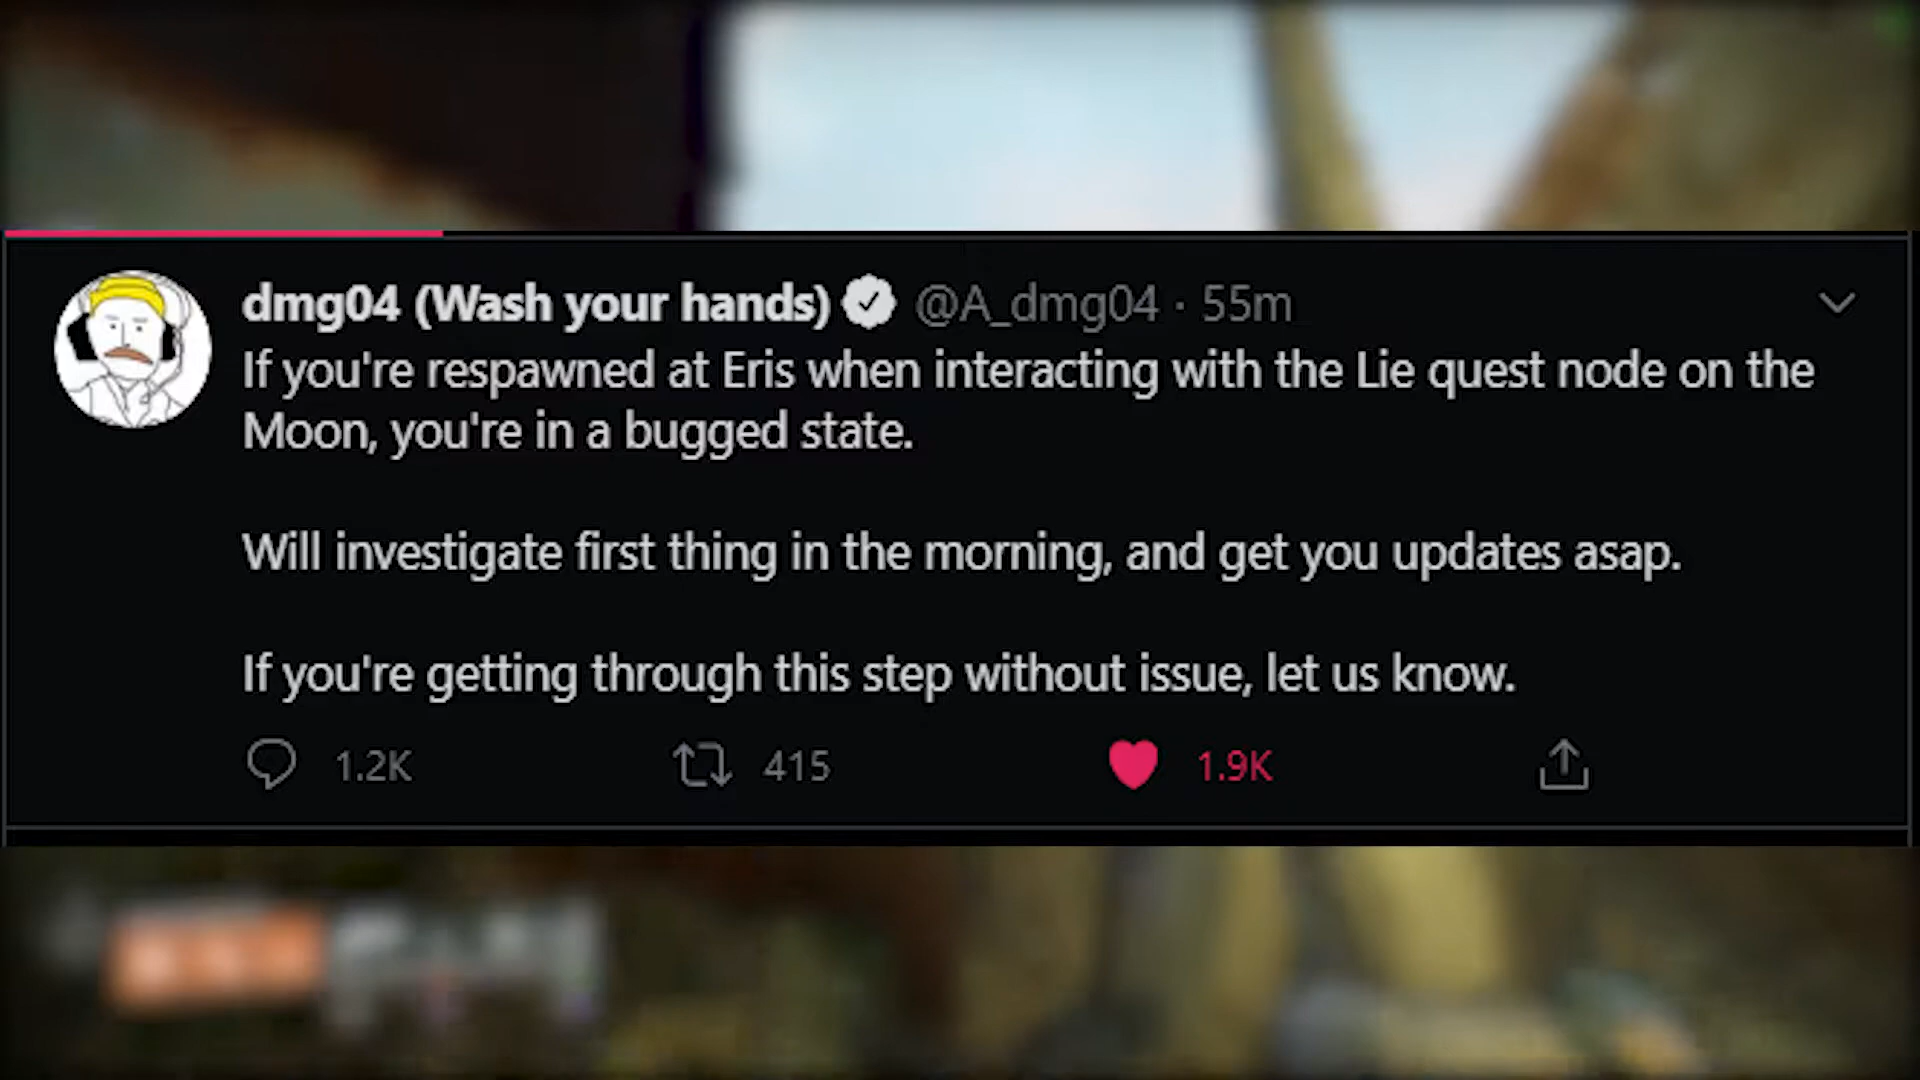 dmg04 (Wash your hands) @A_dmg04 · 55m
If you're respawned at Eris when interacting with the Lie quest node on the
Moon, you're in a bugged state.
Will investigate first thing in the morning, and get you updates asap.
If you're getting through this step without issue, let us know.
1.2K 415 1.9K